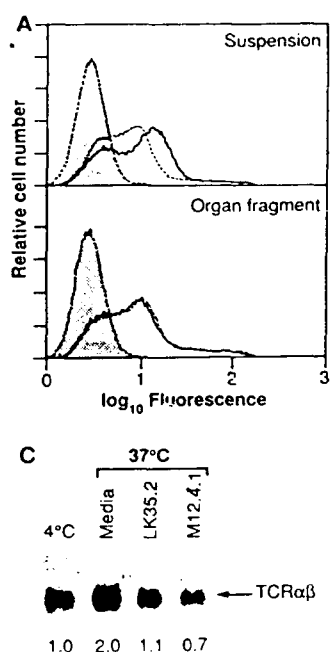 A
Suspension
Organ fragment
Relative cell number
0 1 2 3
log10 Fluorescence
C
37°C
4°C Media LK35.2 M12.4.1
TCRαβ
1.0 2.0 1.1 0.7